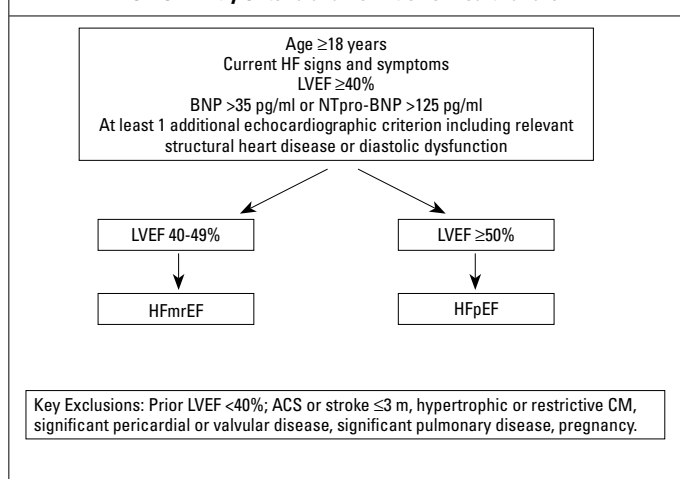 Age ≥18 years
Current HF signs and symptoms
LVEF ≥40%
BNP >35 pg/ml or NTpro-BNP >125 pg/ml
At least 1 additional echocardiographic criterion including relevant
structural heart disease or diastolic dysfunction
LVEF 40-49%
LVEF ≥50%
HFmrEF
HFpEF
Key Exclusions: Prior LVEF <40%; ACS or stroke ≤3 m, hypertrophic or restrictive CM,
significant pericardial or valvular disease, significant pulmonary disease, pregnancy.